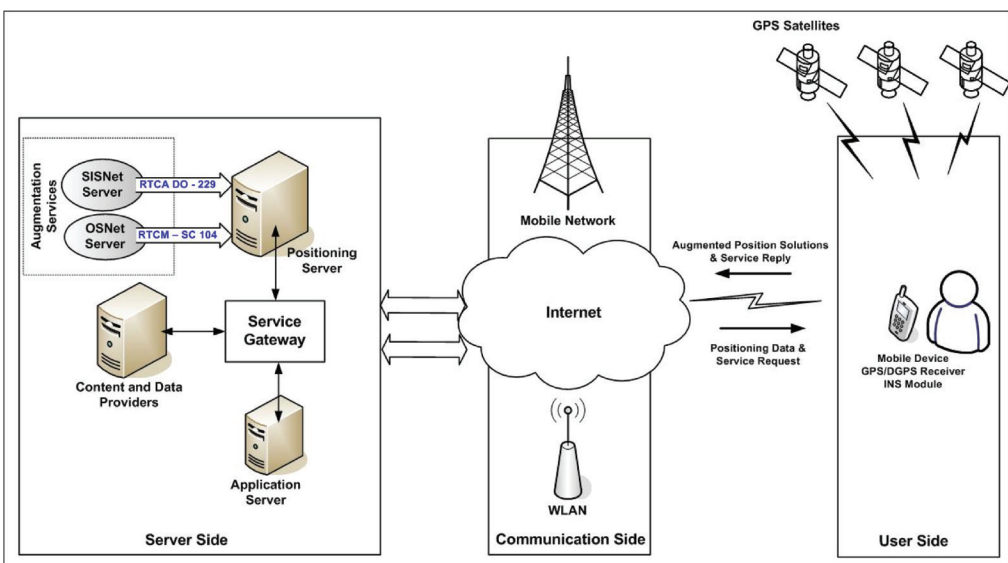 GPS Satellites
Augmentation
Services
SISNet
Server
RTCA DO - 229
OSNet
Server
RTCM – SC 104
Positioning
Server
Service
Gateway
Content and Data
Providers
Application
Server
Server Side
Mobile Network
Internet
WLAN
Communication Side
Augmented Position Solutions
& Service Reply
Positioning Data &
Service Request
Mobile Device
GPS/DGPS Receiver
INS Module
User Side